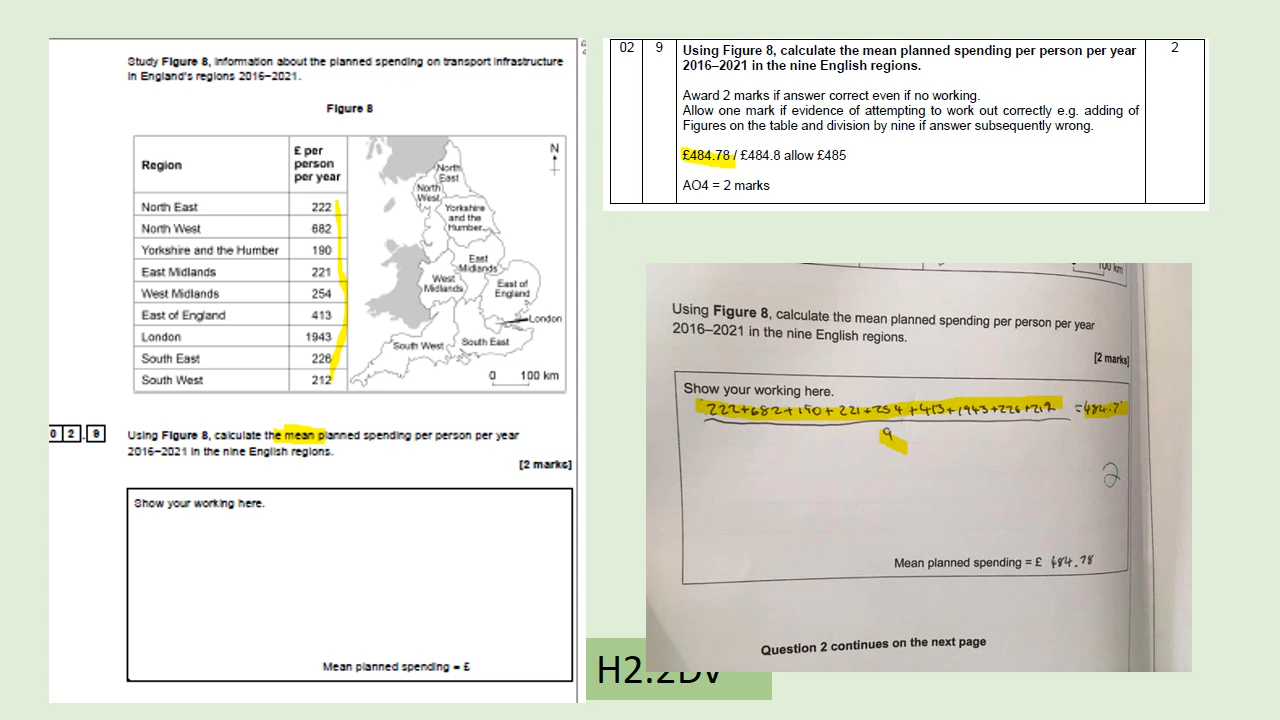 Study Figure 8, information about the planned spending on transport infrastructure
in England's regions 2016–2021.
Figure 8
Region
£ per
person
per year
North East 222
North West 682
Yorkshire and the Humber 190
East Midlands 221
West Midlands 254
East of England 413
London 1943
South East 226
South West 212
N
North
East
North
West
Yorkshire
and the
Humber
East
Midlands
West
Midlands
East of
England
London
South West
South East
0 100 km
0 2 . 9
Using Figure 8, calculate the mean planned spending per person per year
2016–2021 in the nine English regions.
[2 marks]
Show your working here.
Mean planned spending = £
02 9 Using Figure 8, calculate the mean planned spending per person per year 2
2016–2021 in the nine English regions.
Award 2 marks if answer correct even if no working.
Allow one mark if evidence of attempting to work out correctly e.g. adding of
Figures on the table and division by nine if answer subsequently wrong.
£484.78 / £484.8 allow £485
AO4 = 2 marks
100 km
Using Figure 8, calculate the mean planned spending per person per year
2016–2021 in the nine English regions.
[2 marks]
Show your working here.
222+682+190+221+254+413+1943+226+212 =484.7
9
2
Mean planned spending = £ 484.78
Question 2 continues on the next page